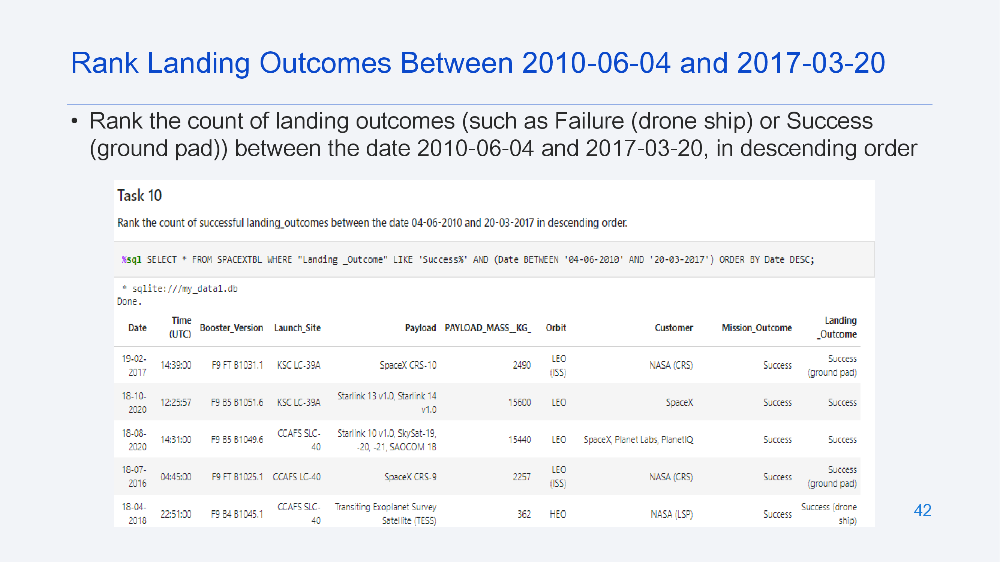 Rank Landing Outcomes Between 2010-06-04 and 2017-03-20
• Rank the count of landing outcomes (such as Failure (drone ship) or Success
(ground pad)) between the date 2010-06-04 and 2017-03-20, in descending order
Task 10
Rank the count of successful landing_outcomes between the date 04-06-2010 and 20-03-2017 in descending order.
%sql SELECT * FROM SPACEXTBL WHERE "Landing _Outcome" LIKE 'Success%' AND (Date BETWEEN '04-06-2010' AND '20-03-2017') ORDER BY Date DESC;
* sqlite:///my_data1.db
Done.
Date Time (UTC) Booster_Version Launch_Site Payload PAYLOAD_MASS__KG_ Orbit Customer Mission_Outcome Landing _Outcome
19-02-2017 14:39:00 F9 FT B1031.1 KSC LC-39A SpaceX CRS-10 2490 LEO (ISS) NASA (CRS) Success Success (ground pad)
18-10-2020 12:25:57 F9 B5 B1051.6 KSC LC-39A Starlink 13 v1.0, Starlink 14 v1.0 15600 LEO SpaceX Success Success
18-08-2020 14:31:00 F9 B5 B1049.6 CCAFS SLC-40 Starlink 10 v1.0, SkySat-19, -20, -21, SAOCOM 1B 15440 LEO SpaceX, Planet Labs, PlanetIQ Success Success
18-07-2016 04:45:00 F9 FT B1025.1 CCAFS LC-40 SpaceX CRS-9 2257 LEO (ISS) NASA (CRS) Success Success (ground pad)
18-04-2018 22:51:00 F9 B4 B1045.1 CCAFS SLC-40 Transiting Exoplanet Survey Satellite (TESS) 362 HEO NASA (LSP) Success Success (drone ship)
42